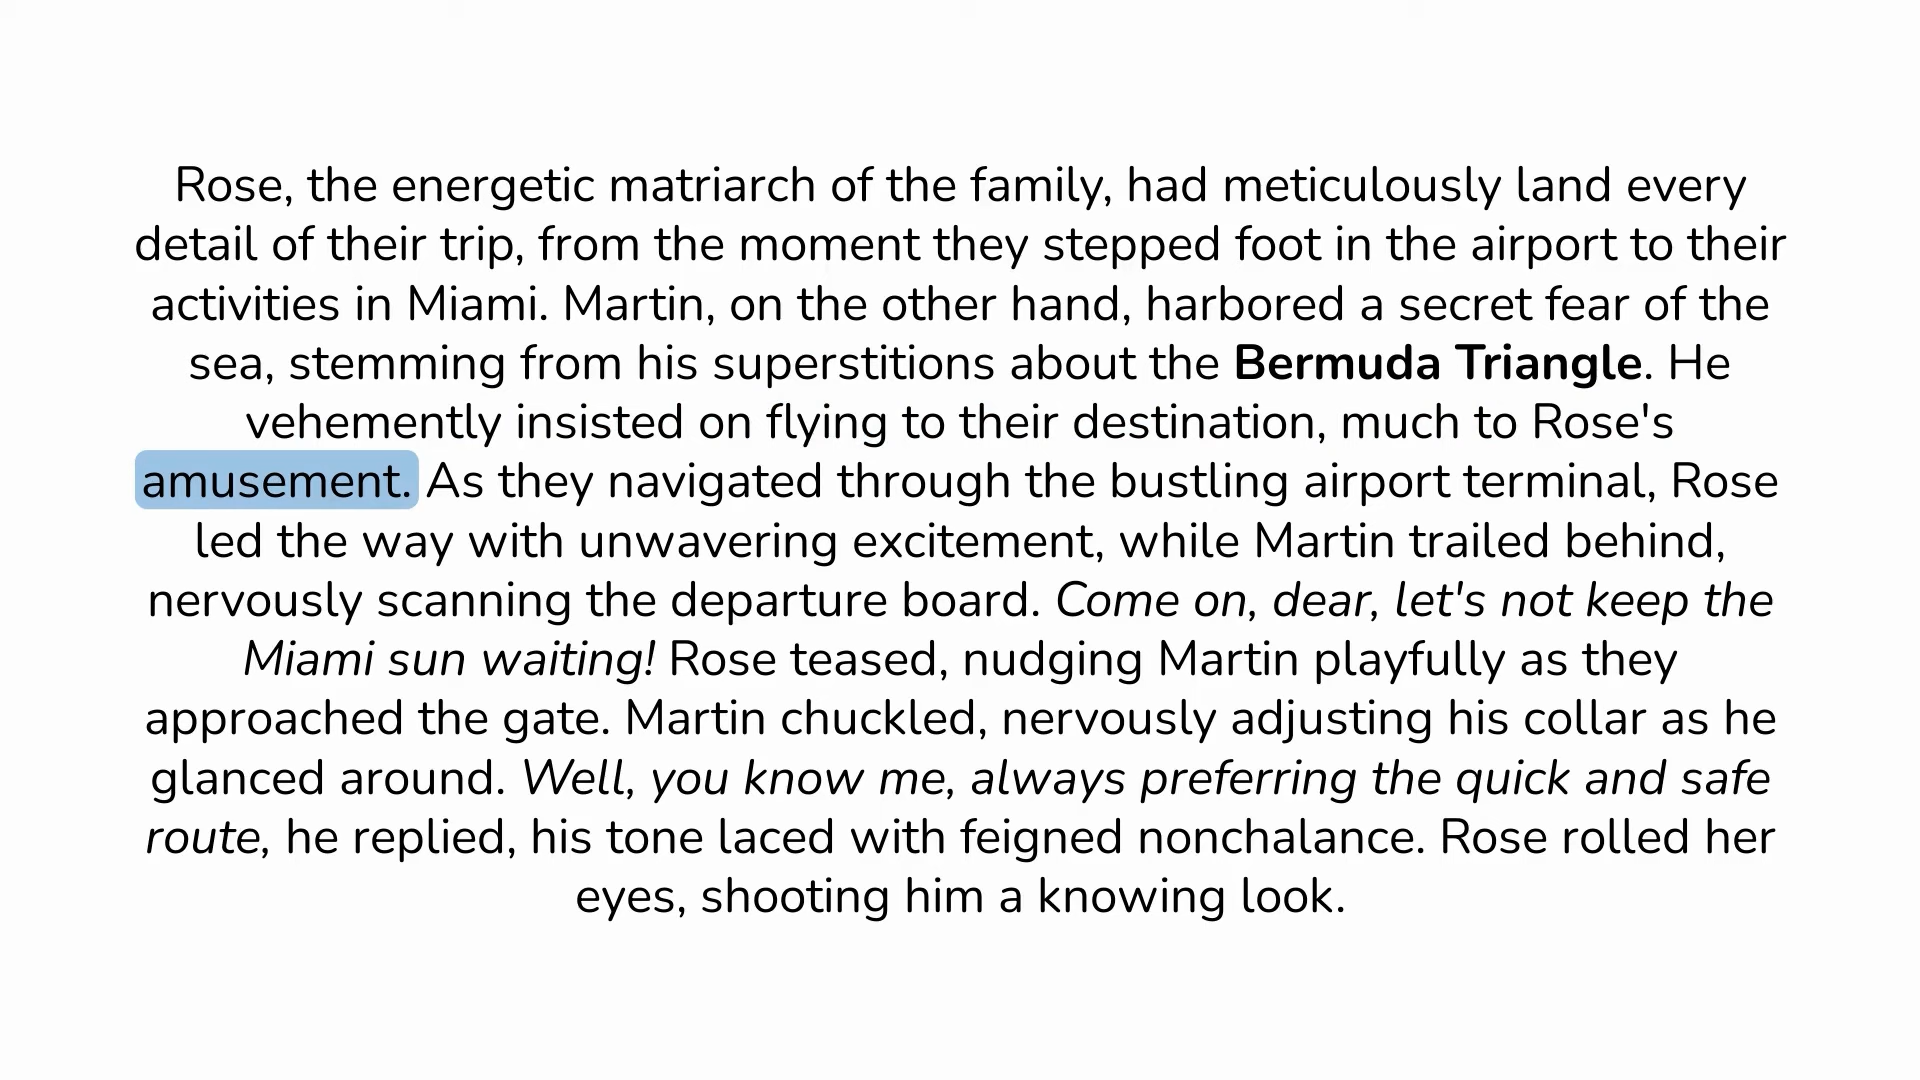 Rose, the energetic matriarch of the family, had meticulously land every
detail of their trip, from the moment they stepped foot in the airport to their
activities in Miami. Martin, on the other hand, harbored a secret fear of the
sea, stemming from his superstitions about the Bermuda Triangle. He
vehemently insisted on flying to their destination, much to Rose's
amusement. As they navigated through the bustling airport terminal, Rose
led the way with unwavering excitement, while Martin trailed behind,
nervously scanning the departure board. Come on, dear, let's not keep the
Miami sun waiting! Rose teased, nudging Martin playfully as they
approached the gate. Martin chuckled, nervously adjusting his collar as he
glanced around. Well, you know me, always preferring the quick and safe
route, he replied, his tone laced with feigned nonchalance. Rose rolled her
eyes, shooting him a knowing look.